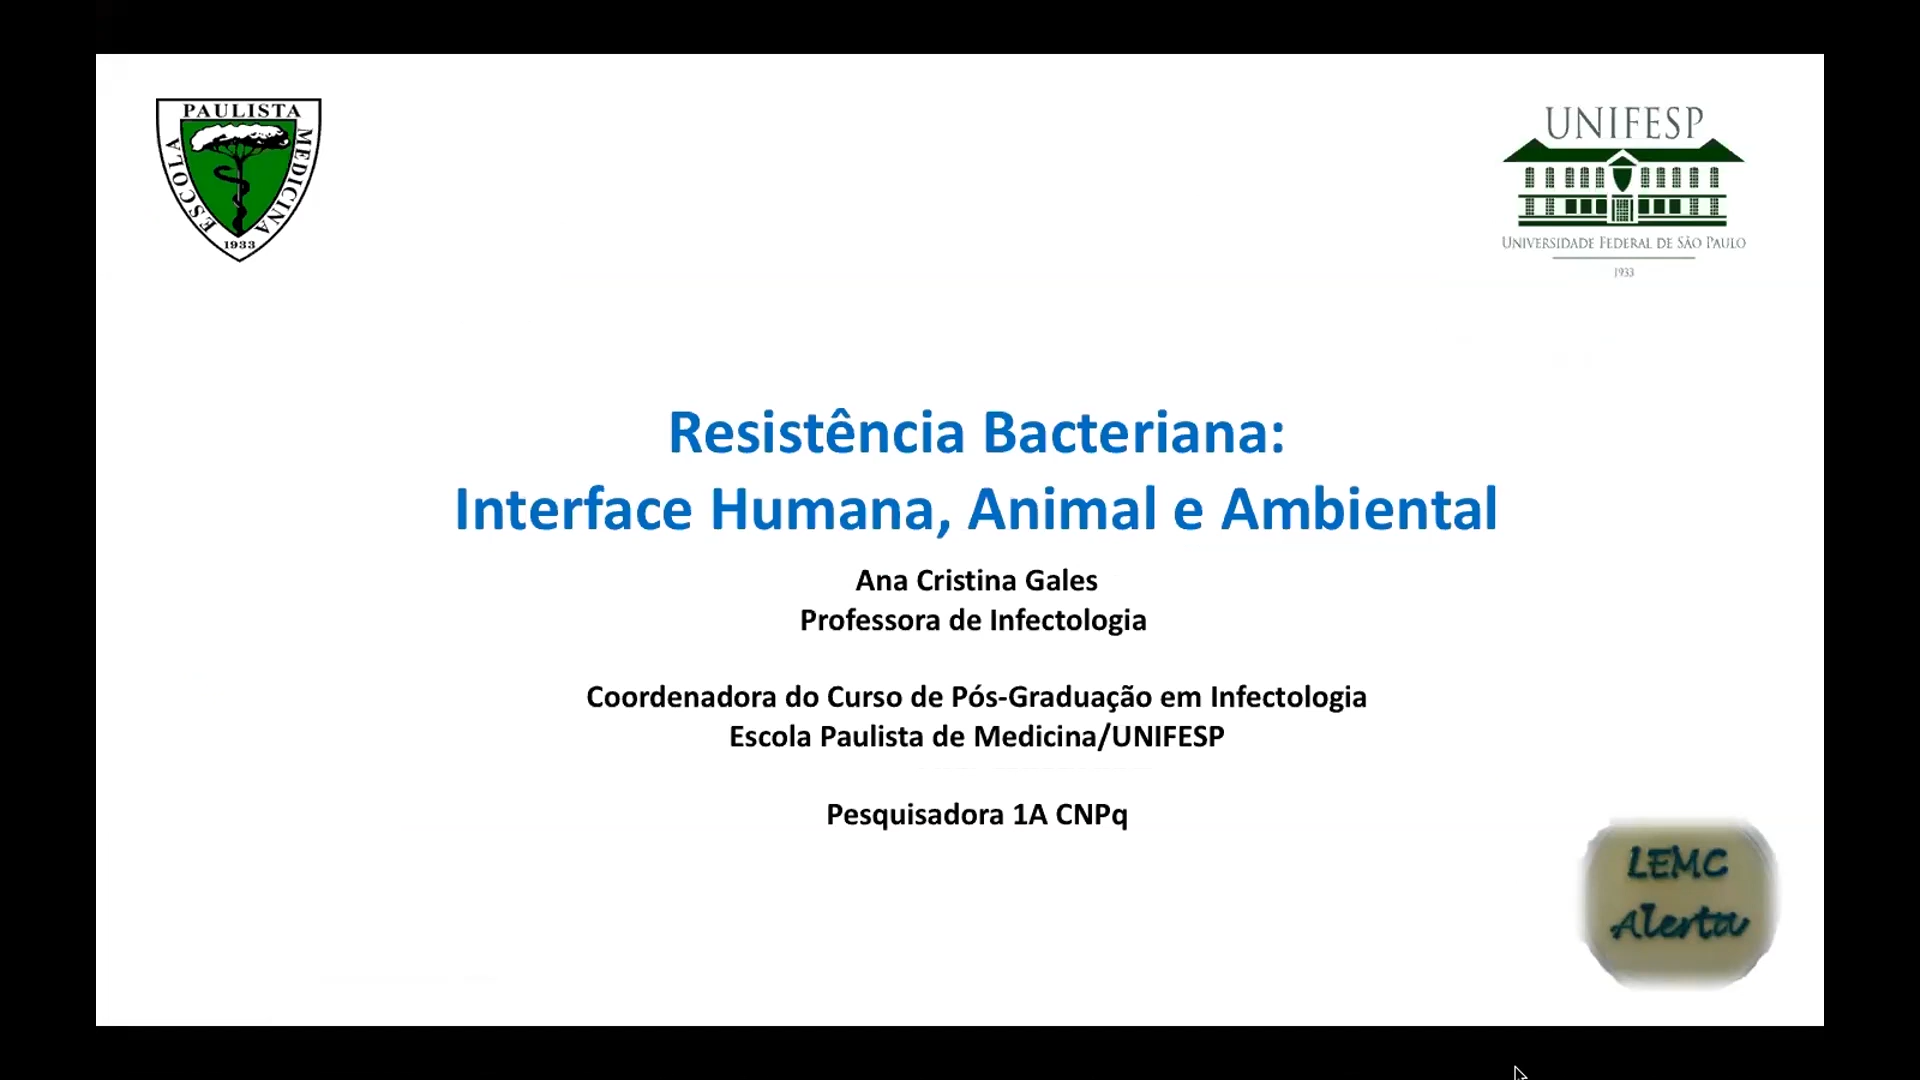 ESCOLA PAULISTA MEDICINA
1933
UNIFESP
UNIVERSIDADE FEDERAL DE SÃO PAULO
1933
Resistência Bacteriana:
Interface Humana, Animal e Ambiental
Ana Cristina Gales
Professora de Infectologia
Coordenadora do Curso de Pós-Graduação em Infectologia
Escola Paulista de Medicina/UNIFESP
Pesquisadora 1A CNPq
LEMC
Alerta